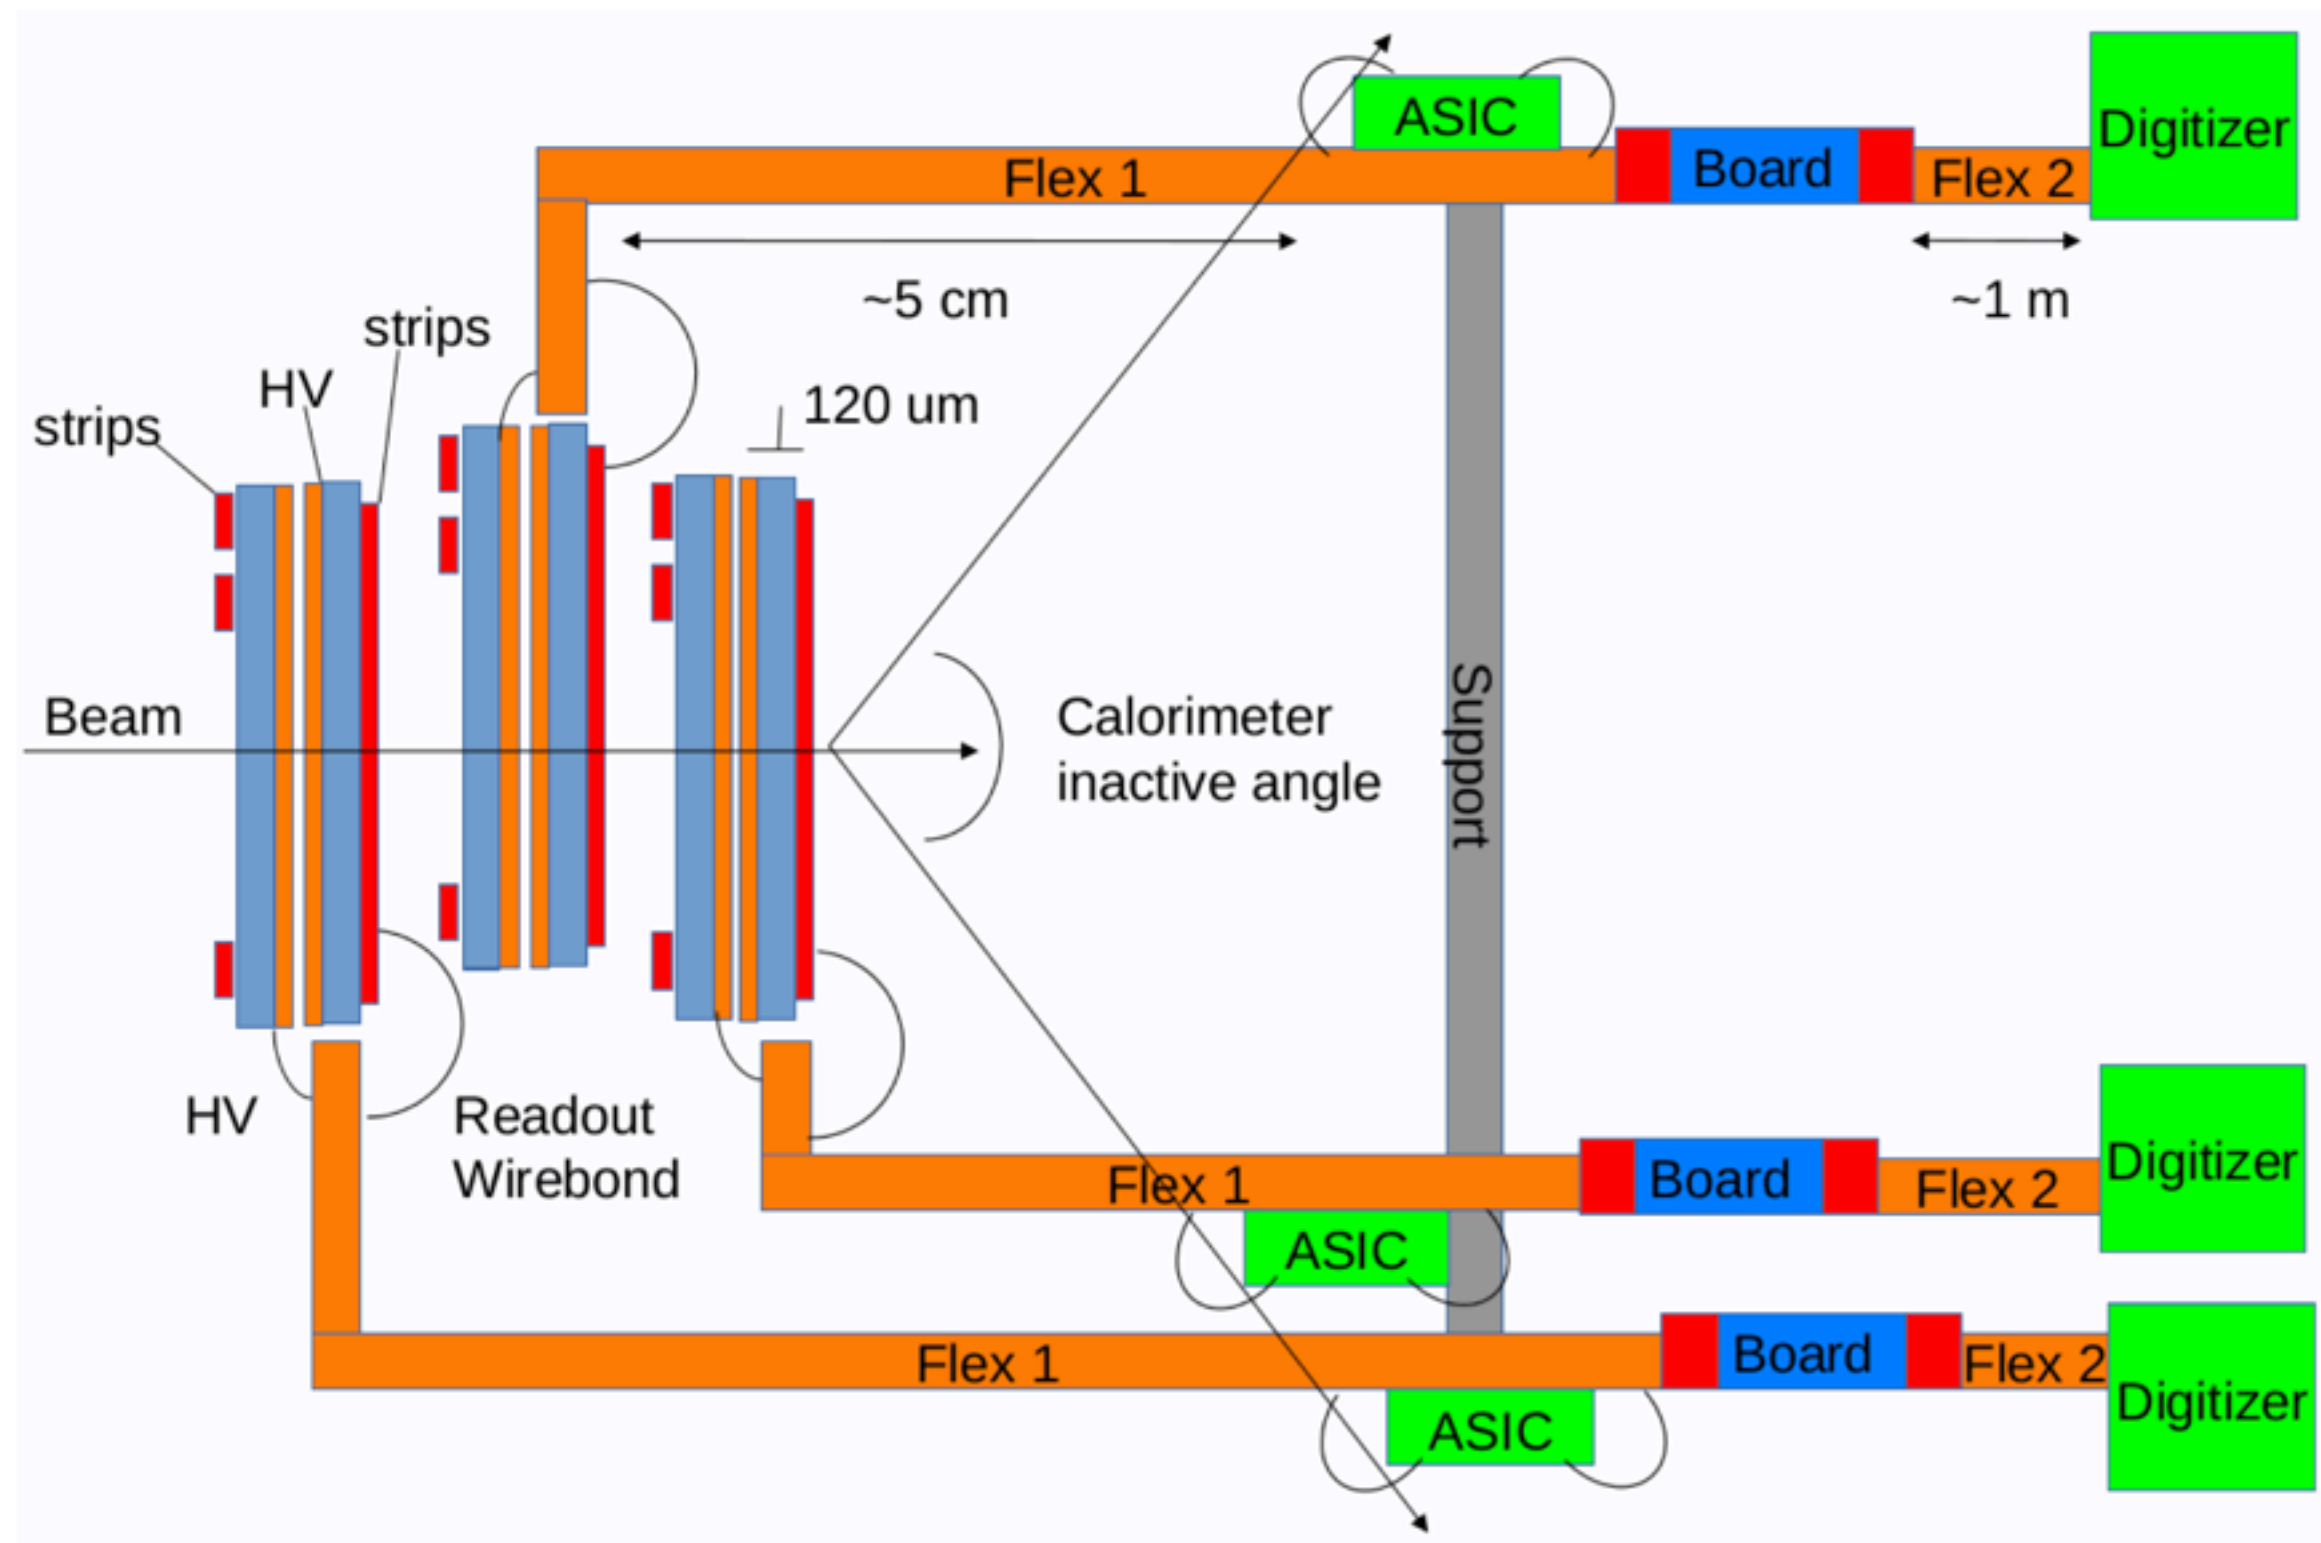 ASIC
Digitizer
Flex 1
Board
Flex 2
~5 cm
~1 m
strips
HV
120 um
strips
Beam
Calorimeter
inactive angle
Support
HV
Readout
Wirebond
Flex 1
Board
Flex 2
Digitizer
ASIC
Flex 1
Board
Flex 2
Digitizer
ASIC